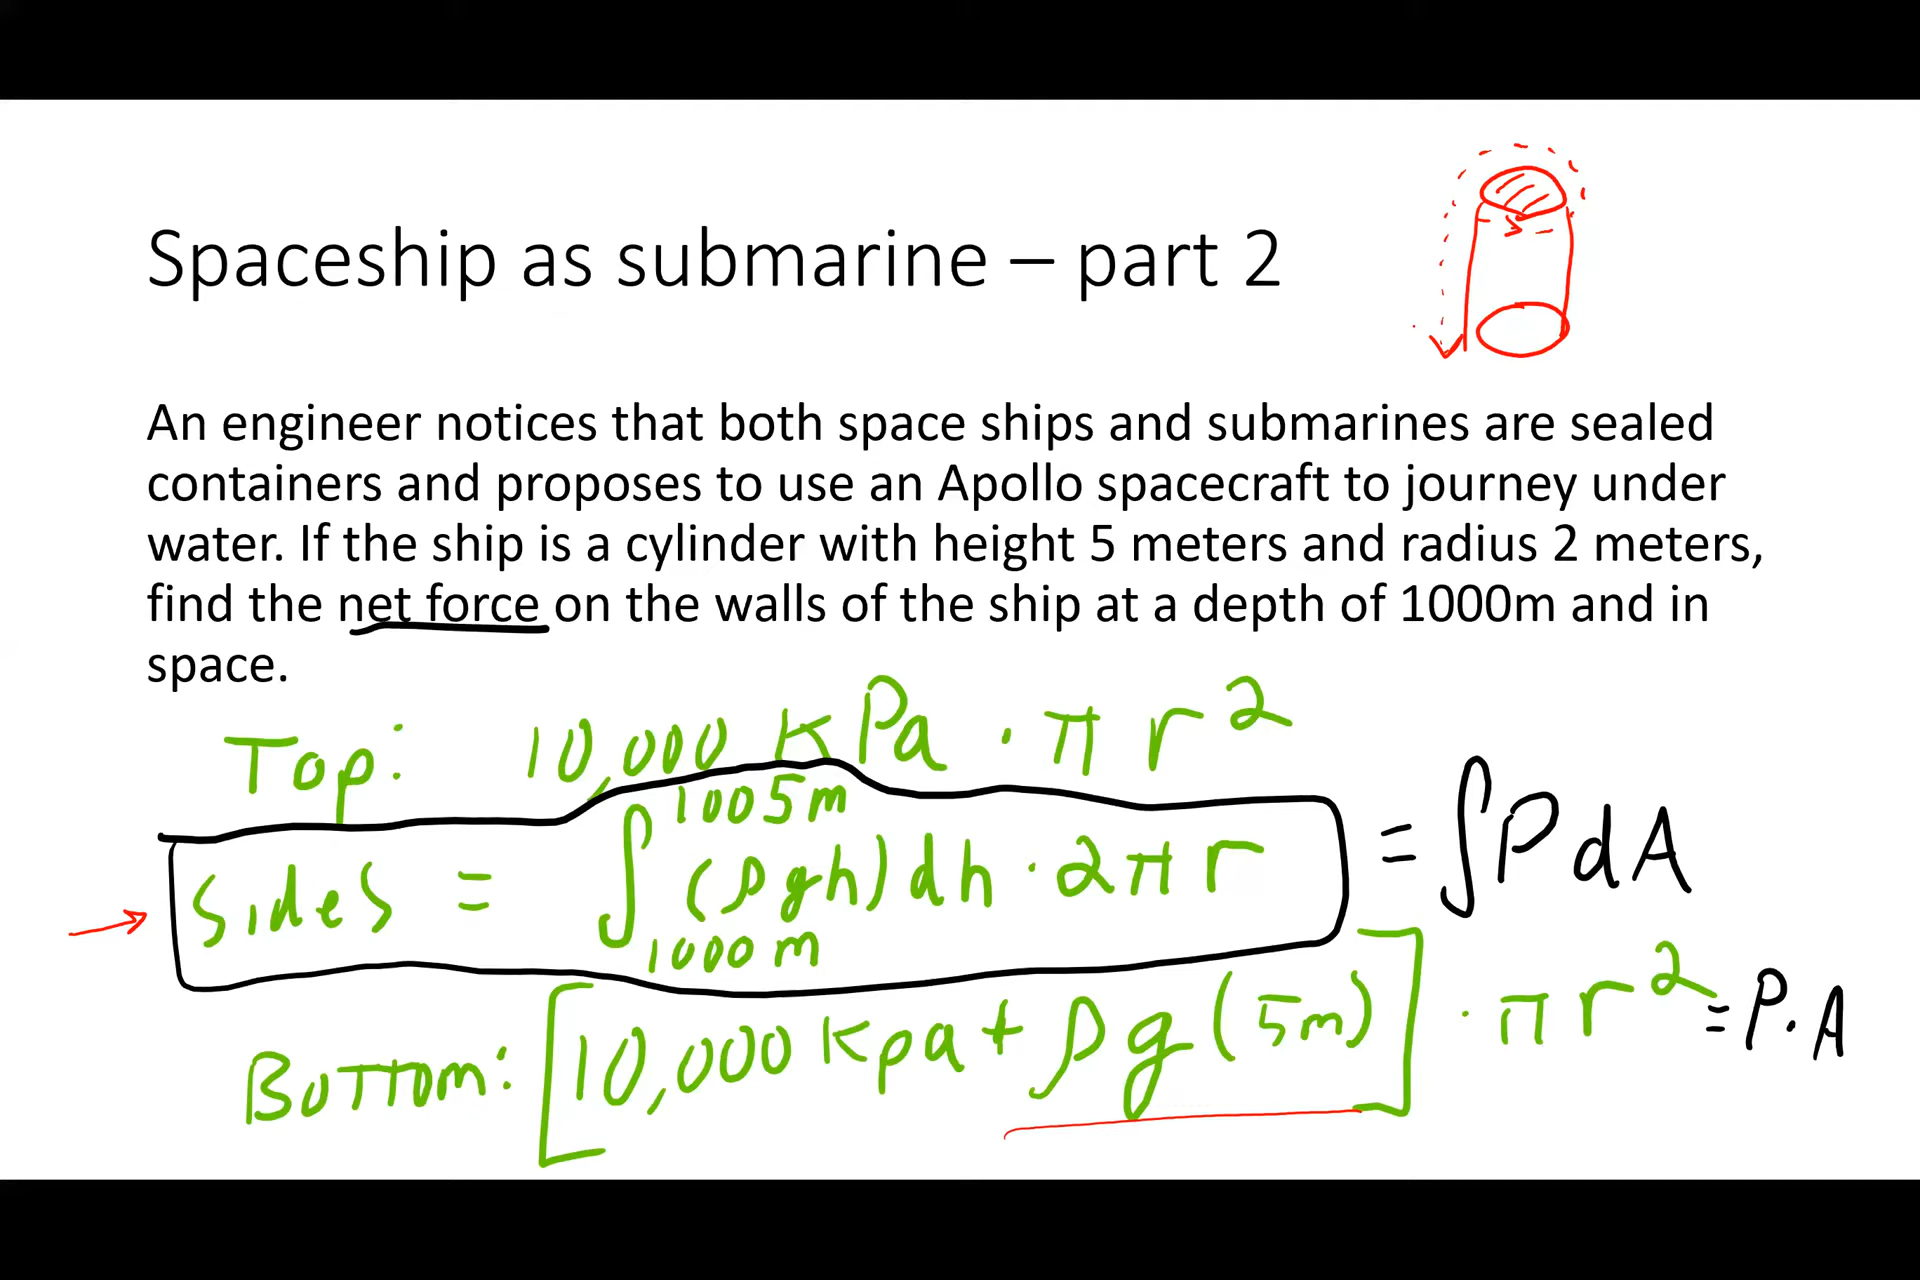 Spaceship as submarine – part 2
An engineer notices that both space ships and submarines are sealed
containers and proposes to use an Apollo spacecraft to journey under
water. If the ship is a cylinder with height 5 meters and radius 2 meters,
find the net force on the walls of the ship at a depth of 1000m and in
space.
Top: 10,000 KPa · π r²
Sides = ∫_{1000m}^{1005m} (ρgh) dh · 2πr = ∫P dA
Bottom: [10,000 Kpa + ρg(5m)] · πr² = P·A